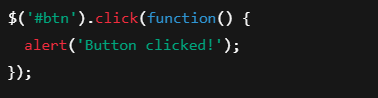 $('#btn').click(function() {
  alert('Button clicked!');
});